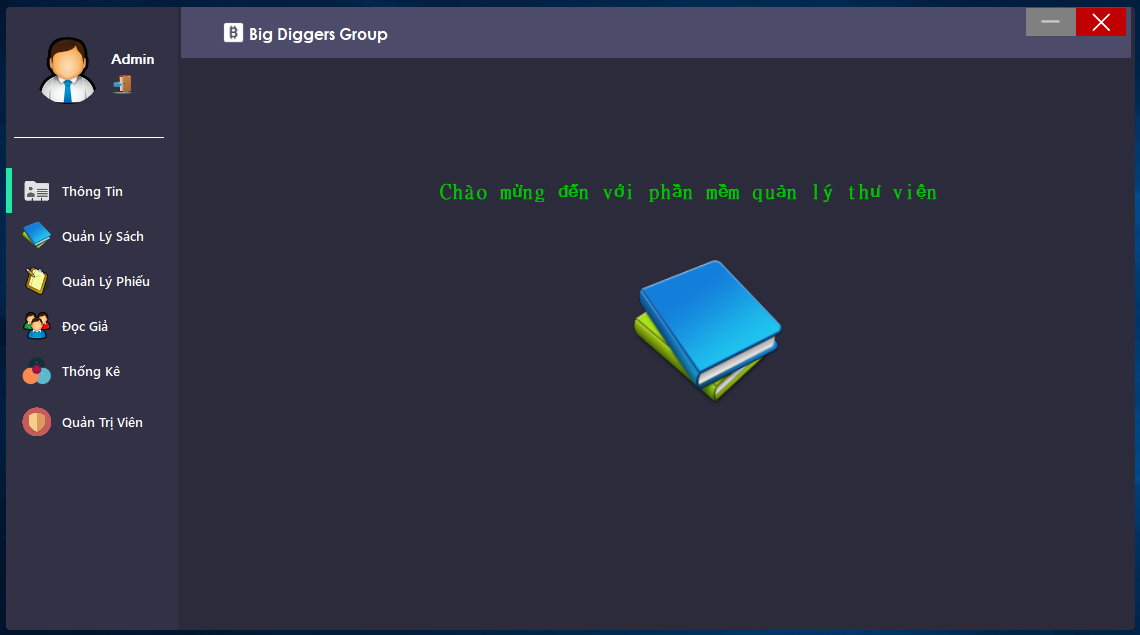 Big Diggers Group
Admin
Thông Tin
Quản Lý Sách
Quản Lý Phiếu
Đọc Giả
Thống Kê
Quản Trị Viên
Chào mừng đến với phần mềm quản lý thư viện